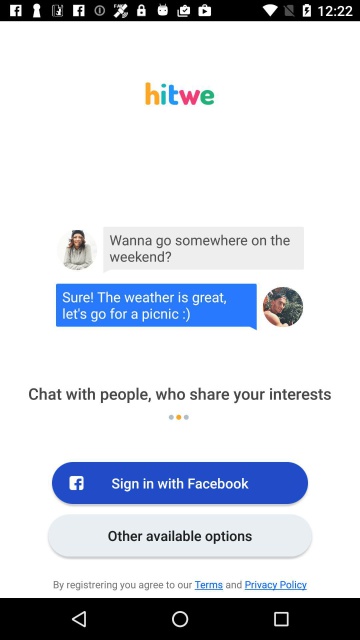 12:22
hitwe
Wanna go somewhere on the
weekend?
Sure! The weather is great,
let's go for a picnic :)
Chat with people, who share your interests
Sign in with Facebook
Other available options
By registrering you agree to our Terms and Privacy Policy